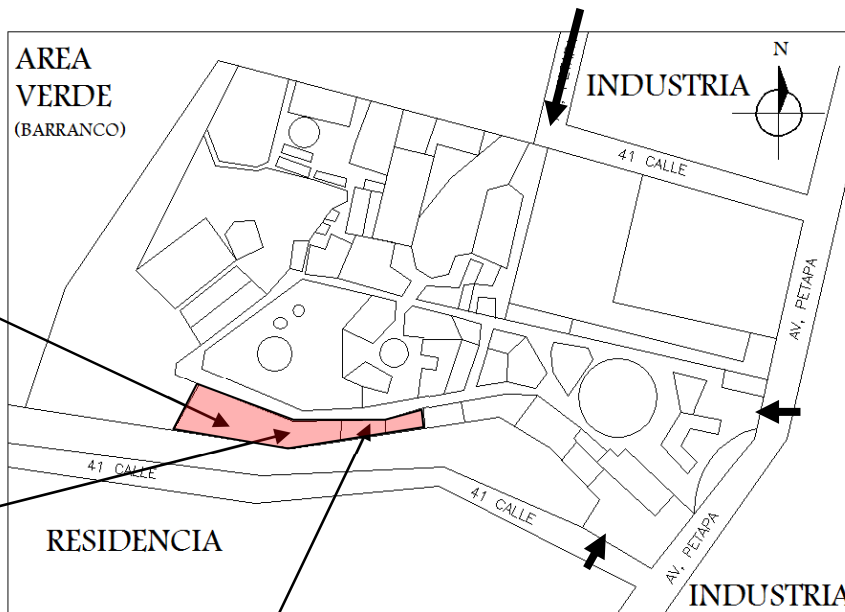 AREA
VERDE
(BARRANCO)
INDUSTRIA
N
41 CALLE
AV. PETAPA
41 CALLE
41 CALLE
RESIDENCIA
AV. PETAPA
INDUSTRIA